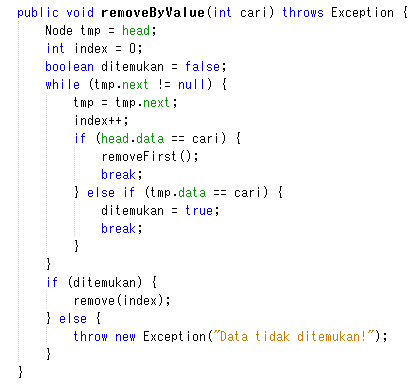 public void removeByValue(int cari) throws Exception {
    Node tmp = head;
    int index = 0;
    boolean ditemukan = false;
    while (tmp.next != null) {
        tmp = tmp.next;
        index++;
        if (head.data == cari) {
            removeFirst();
            break;
        } else if (tmp.data == cari) {
            ditemukan = true;
            break;
        }
    }
    if (ditemukan) {
        remove(index);
    } else {
        throw new Exception("Data tidak ditemukan!");
    }
}